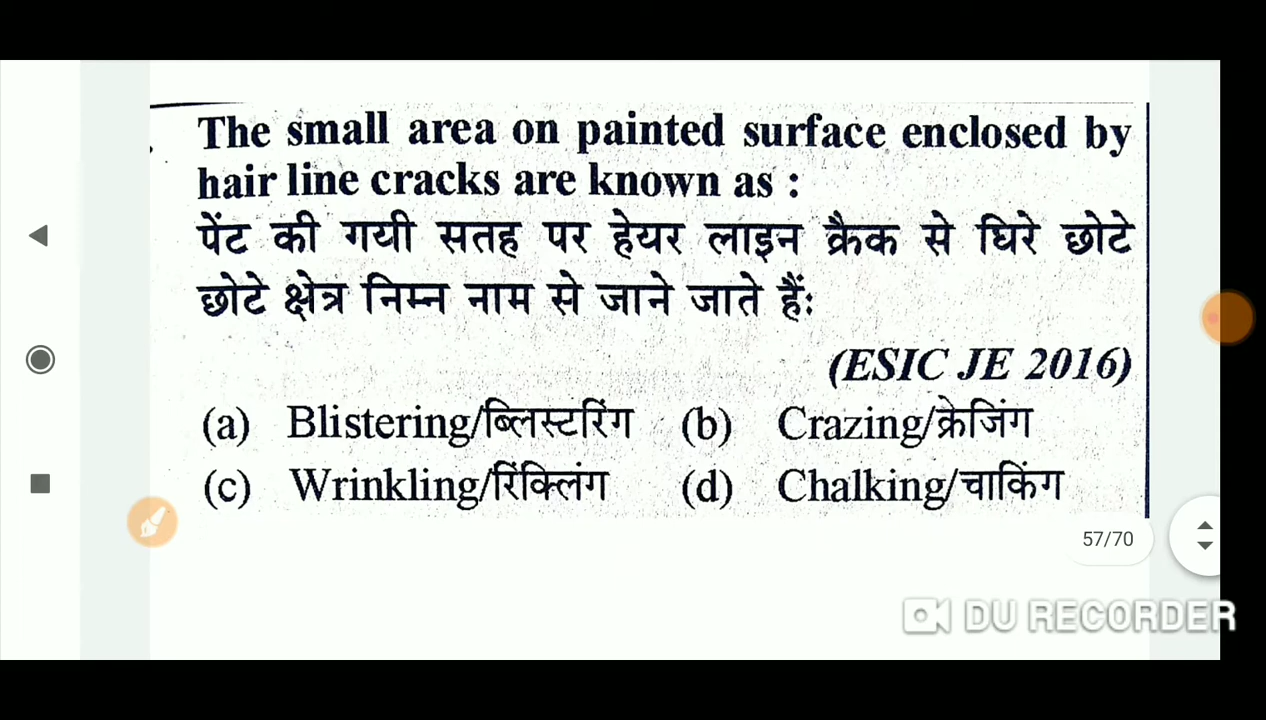 The small area on painted surface enclosed by
hair line cracks are known as :
पेंट की गयी सतह पर हेयर लाइन क्रैक से घिरे छोटे
छोटे क्षेत्र निम्न नाम से जाने जाते हैंः
(ESIC JE 2016)
(a) Blistering/ब्लिस्टरिंग (b) Crazing/क्रेजिंग
(c) Wrinkling/रिंक्लिंग (d) Chalking/चाकिंग
57/70
DU RECORDER